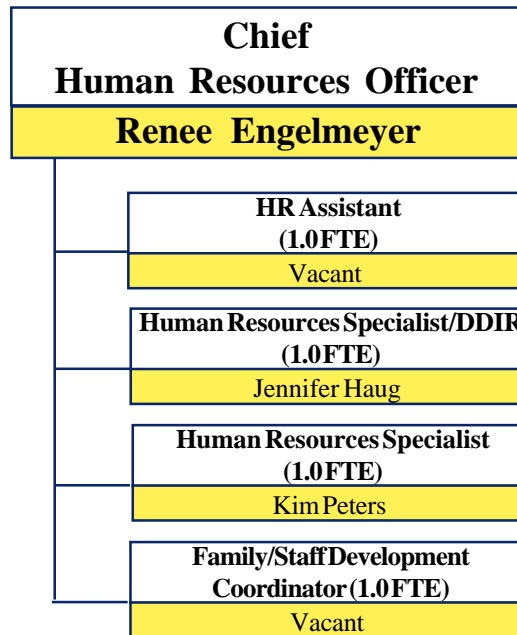 Chief
Human Resources Officer
Renee Engelmeyer
HR Assistant
(1.0 FTE)
Vacant
Human Resources Specialist/DDIR
(1.0 FTE)
Jennifer Haug
Human Resources Specialist
(1.0 FTE)
Kim Peters
Family/Staff Development
Coordinator (1.0 FTE)
Vacant